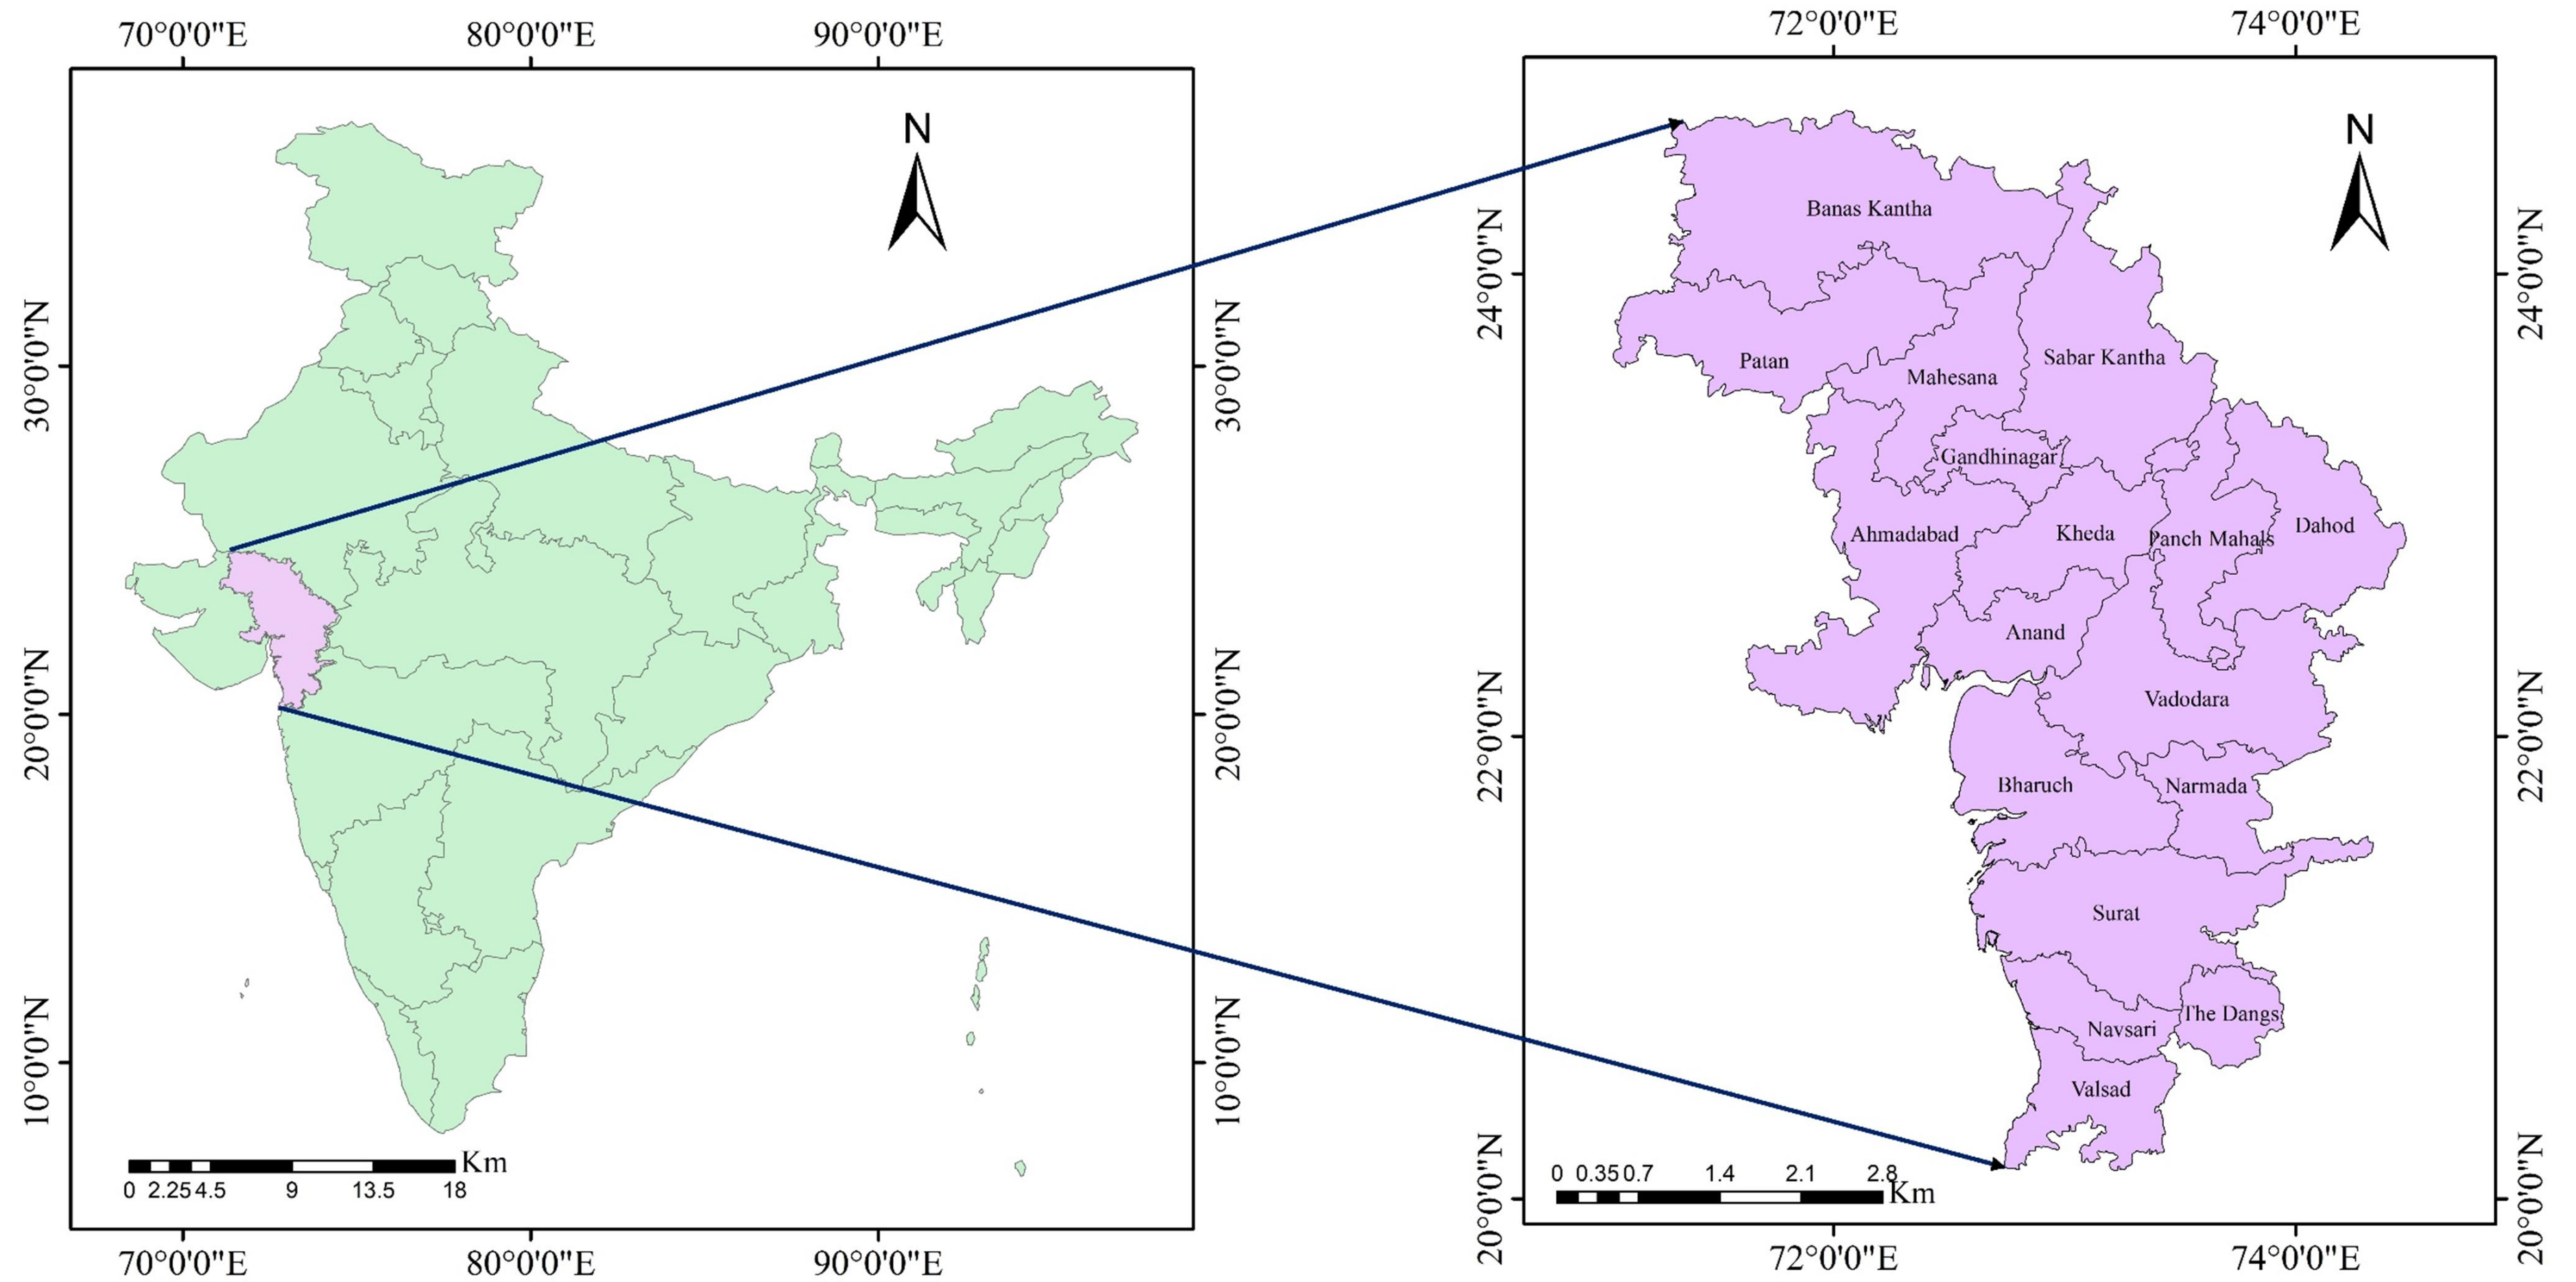 70°0'0"E 80°0'0"E 90°0'0"E
N
30°0'0"N
20°0'0"N
10°0'0"N
30°0'0"N
20°0'0"N
10°0'0"N
Km
0 2.25 4.5 9 13.5 18
70°0'0"E 80°0'0"E 90°0'0"E
72°0'0"E 74°0'0"E
N
24°0'0"N
22°0'0"N
20°0'0"N
24°0'0"N
22°0'0"N
20°0'0"N
Banas Kantha
Patan
Mahesana
Sabar Kantha
Gandhinagar
Ahmadabad
Kheda
Panch Mahals
Dahod
Anand
Vadodara
Bharuch
Narmada
Surat
The Dangs
Navsari
Valsad
0 0.35 0.7 1.4 2.1 2.8
Km
72°0'0"E 74°0'0"E